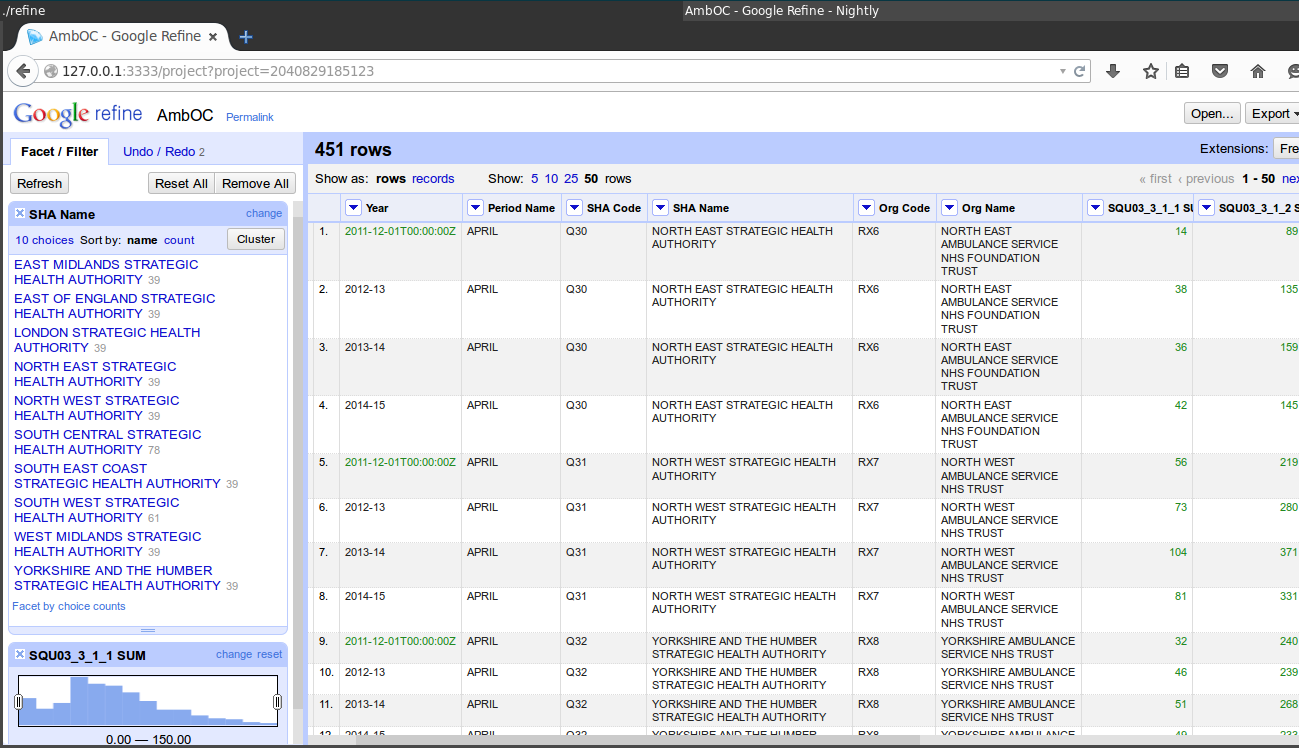 ./refine
AmbOC - Google Refine - Nightly
AmbOC - Google Refine
127.0.0.1:3333/project?project=2040829185123
Google refine AmbOC Permalink
Open... Export
Facet / Filter Undo / Redo 2
451 rows
Extensions: Fre
Refresh Reset All Remove All
Show as: rows records Show: 5 10 25 50 rows
« first ‹ previous 1 - 50 nex
SHA Name change
10 choices Sort by: name count Cluster
EAST MIDLANDS STRATEGIC
HEALTH AUTHORITY 39
EAST OF ENGLAND STRATEGIC
HEALTH AUTHORITY 39
LONDON STRATEGIC HEALTH
AUTHORITY 39
NORTH EAST STRATEGIC
HEALTH AUTHORITY 39
NORTH WEST STRATEGIC
HEALTH AUTHORITY 39
SOUTH CENTRAL STRATEGIC
HEALTH AUTHORITY 78
SOUTH EAST COAST
STRATEGIC HEALTH AUTHORITY 39
SOUTH WEST STRATEGIC
HEALTH AUTHORITY 61
WEST MIDLANDS STRATEGIC
HEALTH AUTHORITY 39
YORKSHIRE AND THE HUMBER
STRATEGIC HEALTH AUTHORITY 39
Facet by choice counts
SQU03_3_1_1 SUM change reset
0.00 — 150.00
Year Period Name SHA Code SHA Name Org Code Org Name SQU03_3_1_1 SU SQU03_3_1_2 S
1. 2011-12-01T00:00:00Z APRIL Q30 NORTH EAST STRATEGIC HEALTH RX6 NORTH EAST 14 89
AUTHORITY AMBULANCE SERVICE
NHS FOUNDATION
TRUST
2. 2012-13 APRIL Q30 NORTH EAST STRATEGIC HEALTH RX6 NORTH EAST 38 135
AUTHORITY AMBULANCE SERVICE
NHS FOUNDATION
TRUST
3. 2013-14 APRIL Q30 NORTH EAST STRATEGIC HEALTH RX6 NORTH EAST 36 159
AUTHORITY AMBULANCE SERVICE
NHS FOUNDATION
TRUST
4. 2014-15 APRIL Q30 NORTH EAST STRATEGIC HEALTH RX6 NORTH EAST 42 145
AUTHORITY AMBULANCE SERVICE
NHS FOUNDATION
TRUST
5. 2011-12-01T00:00:00Z APRIL Q31 NORTH WEST STRATEGIC HEALTH RX7 NORTH WEST 56 219
AUTHORITY AMBULANCE SERVICE
NHS TRUST
6. 2012-13 APRIL Q31 NORTH WEST STRATEGIC HEALTH RX7 NORTH WEST 73 280
AUTHORITY AMBULANCE SERVICE
NHS TRUST
7. 2013-14 APRIL Q31 NORTH WEST STRATEGIC HEALTH RX7 NORTH WEST 104 371
AUTHORITY AMBULANCE SERVICE
NHS TRUST
8. 2014-15 APRIL Q31 NORTH WEST STRATEGIC HEALTH RX7 NORTH WEST 81 331
AUTHORITY AMBULANCE SERVICE
NHS TRUST
9. 2011-12-01T00:00:00Z APRIL Q32 YORKSHIRE AND THE HUMBER RX8 YORKSHIRE AMBULANCE 32 240
STRATEGIC HEALTH AUTHORITY SERVICE NHS TRUST
10. 2012-13 APRIL Q32 YORKSHIRE AND THE HUMBER RX8 YORKSHIRE AMBULANCE 46 239
STRATEGIC HEALTH AUTHORITY SERVICE NHS TRUST
11. 2013-14 APRIL Q32 YORKSHIRE AND THE HUMBER RX8 YORKSHIRE AMBULANCE 51 268
STRATEGIC HEALTH AUTHORITY SERVICE NHS TRUST